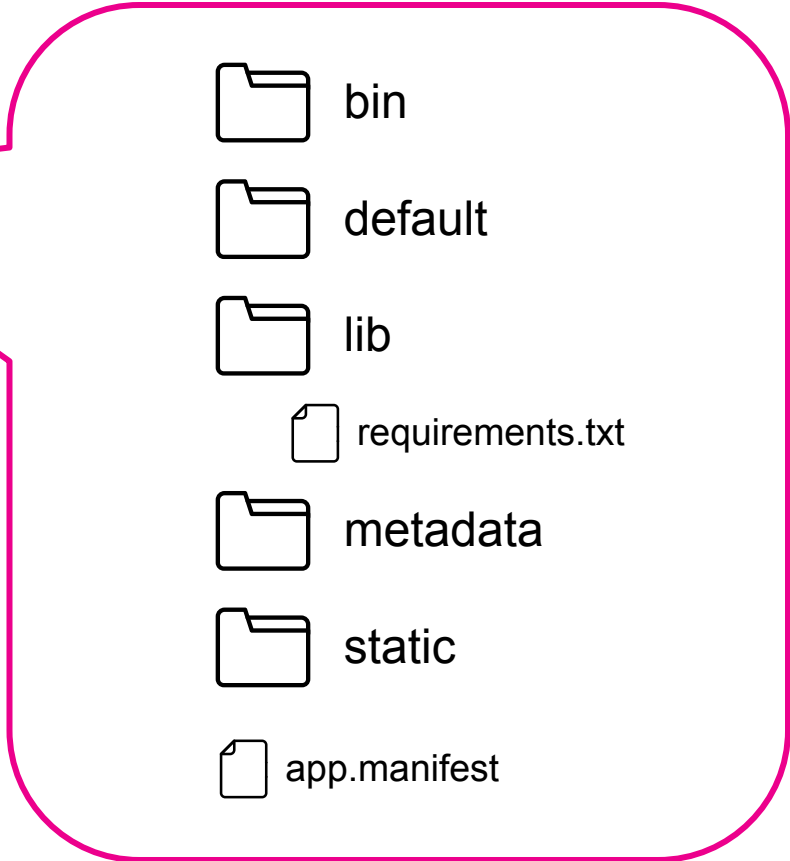 bin
default
lib
requirements.txt
metadata
static
app.manifest